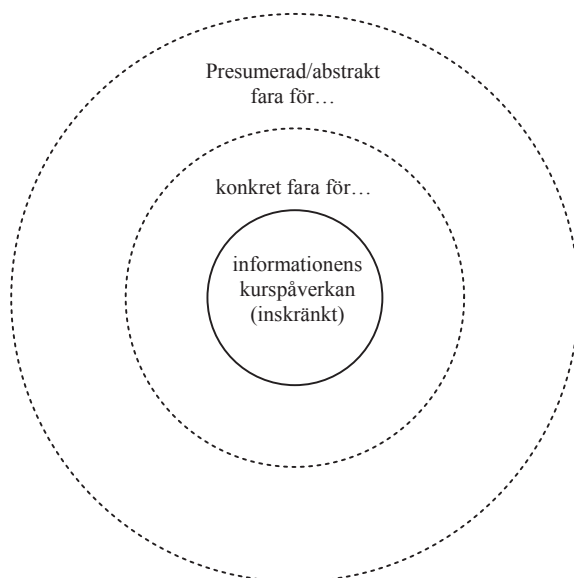 Presumerad/abstrakt
fara för…
konkret fara för…
informationens
kurspåverkan
(inskränkt)